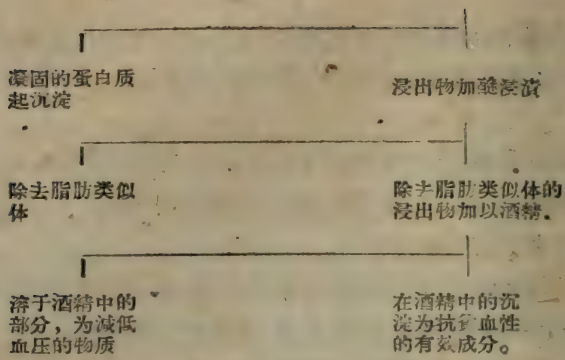 凝固的蛋白质
起沉淀
浸出物加醚浸渍
除去脂肪类似
体
除去脂肪类似体的
浸出物加以酒精.
溶于酒精中的
部分，为减低
血压的物质
在酒精中的沉
淀为抗贫血性
的有效成分。